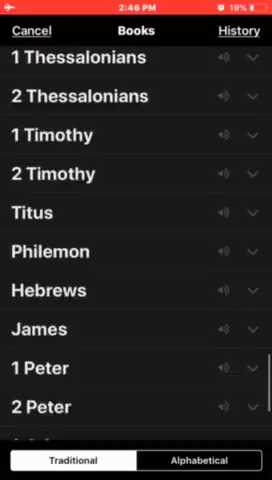 2:46 PM 19%
Cancel Books History
1 Thessalonians
2 Thessalonians
1 Timothy
2 Timothy
Titus
Philemon
Hebrews
James
1 Peter
2 Peter
Traditional Alphabetical